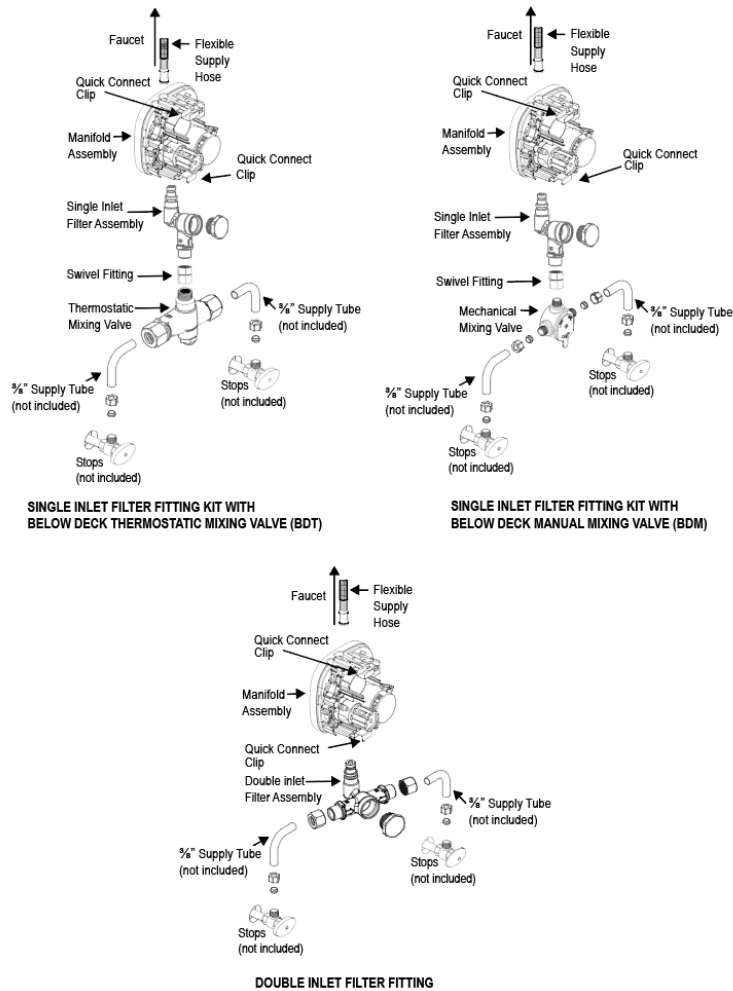 Faucet
Flexible
Supply
Hose
Quick Connect
Clip
Manifold
Assembly
Quick Connect
Clip
Single Inlet
Filter Assembly
Swivel Fitting
Thermostatic
Mixing Valve
⅜” Supply Tube
(not included)
⅜” Supply Tube
(not included)
Stops
(not included)
Stops
(not included)
SINGLE INLET FILTER FITTING KIT WITH
BELOW DECK THERMOSTATIC MIXING VALVE (BDT)
Faucet
Flexible
Supply
Hose
Quick Connect
Clip
Manifold
Assembly
Quick Connect
Clip
Single Inlet
Filter Assembly
Swivel Fitting
Mechanical
Mixing Valve
⅜” Supply Tube
(not included)
Stops
(not included)
⅜” Supply Tube
(not included)
Stops
(not included)
SINGLE INLET FILTER FITTING KIT WITH
BELOW DECK MANUAL MIXING VALVE (BDM)
Faucet
Flexible
Supply
Hose
Quick Connect
Clip
Manifold
Assembly
Quick Connect
Clip
Double inlet
Filter Assembly
⅜” Supply Tube
(not included)
⅜” Supply Tube
(not included)
Stops
(not included)
Stops
(not included)
DOUBLE INLET FILTER FITTING